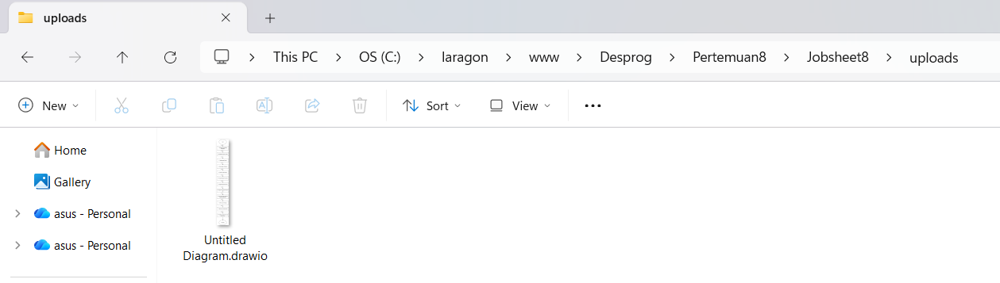 uploads
This PC > OS (C:) > laragon > www > Desprog > Pertemuan8 > Jobsheet8 > uploads
New Sort View
Home
Gallery
asus - Personal
asus - Personal
Untitled
Diagram.drawio